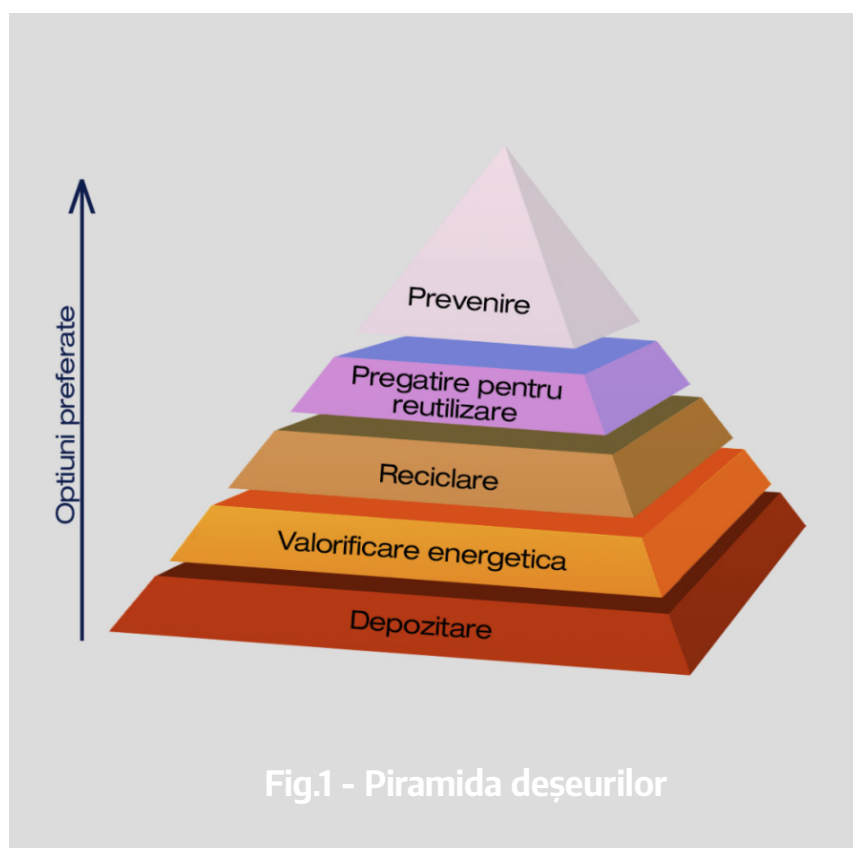 Prevenire
Pregatire pentru
reutilizare
Reciclare
Valorificare energetica
Depozitare
Optiuni preferate
Fig.1 - Piramida deșeurilor